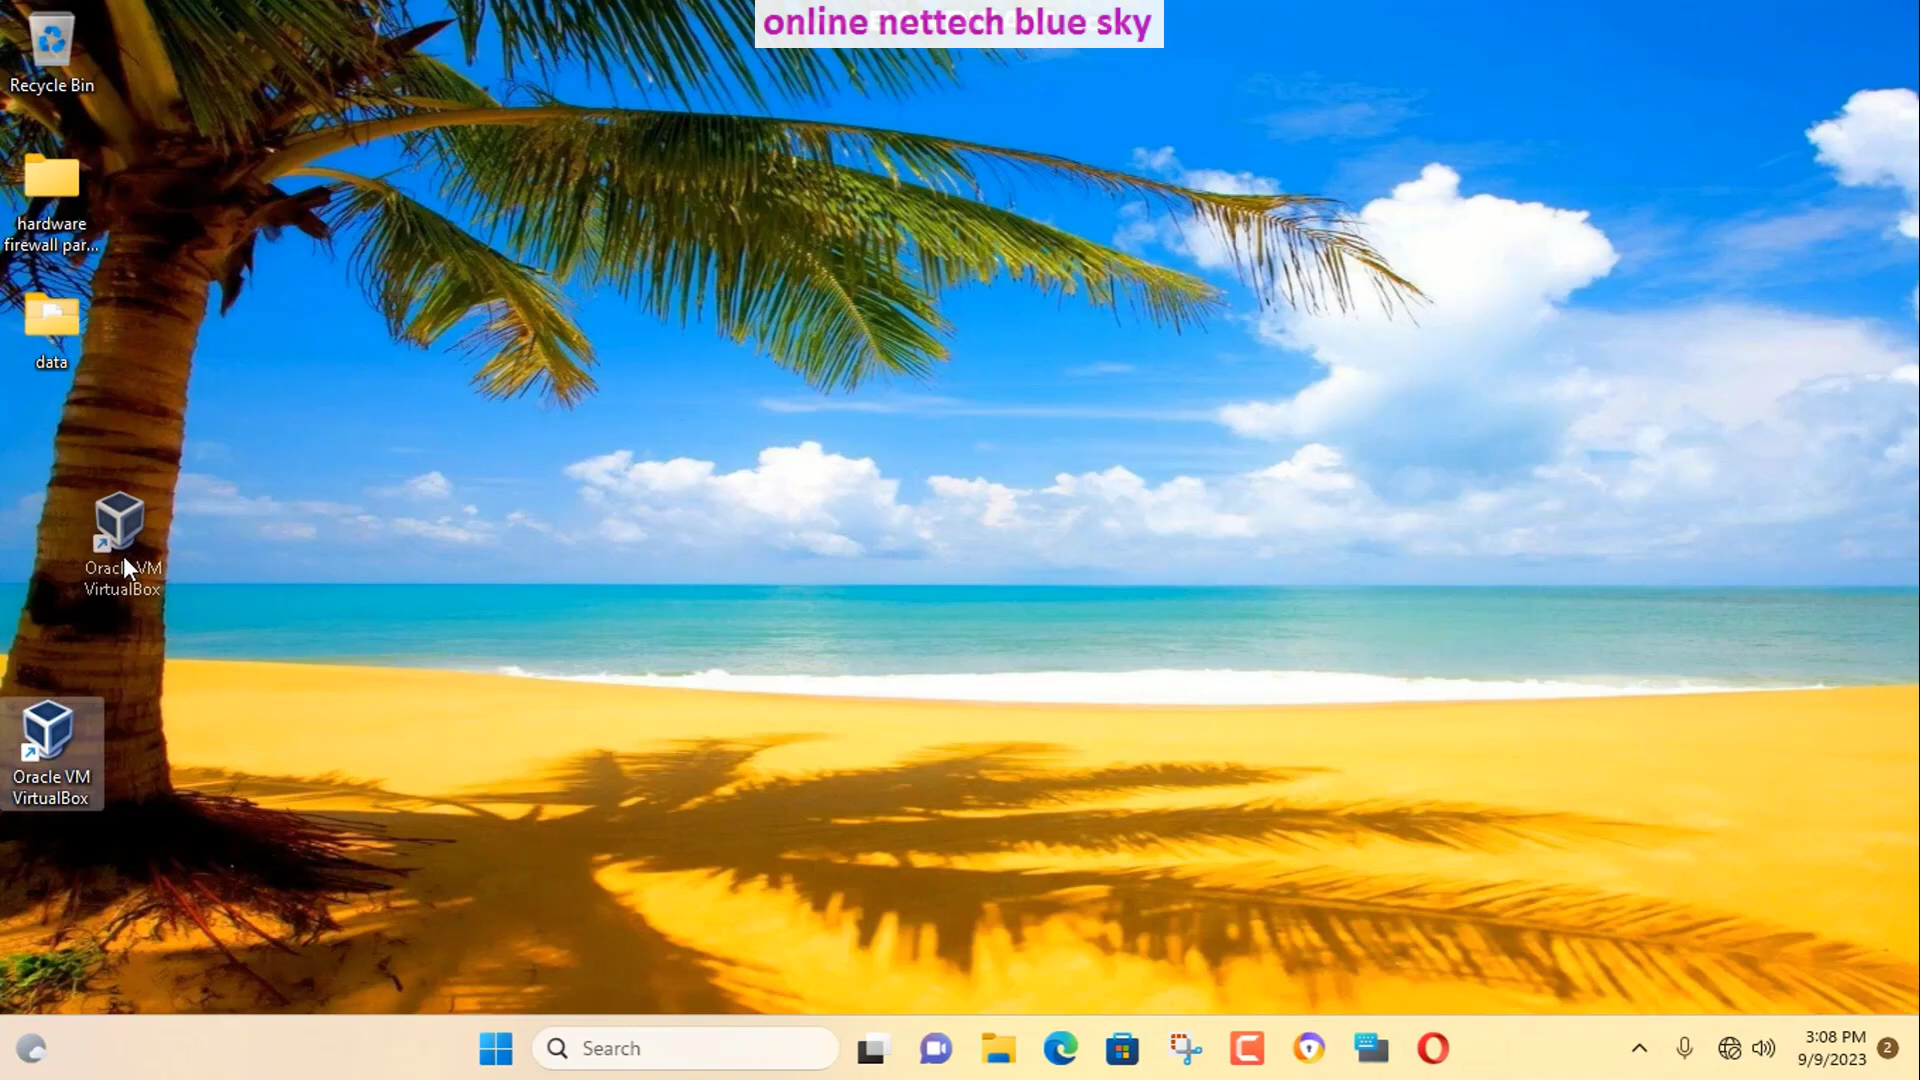 online nettech blue sky
Recycle Bin
hardware
firewall par...
data
Oracle VM
VirtualBox
Oracle VM
VirtualBox
Search
3:08 PM
9/9/2023
2